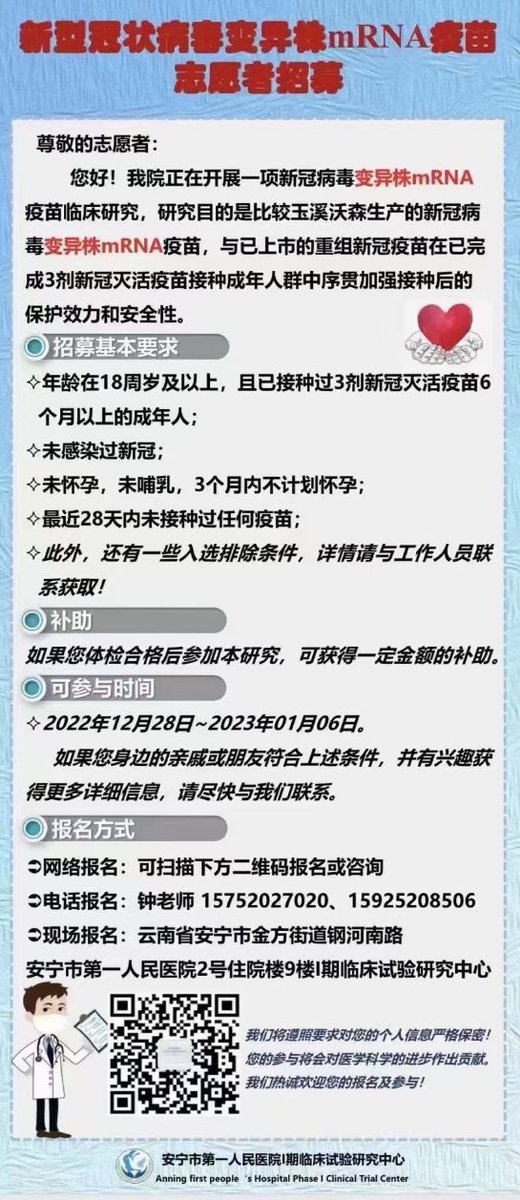 新型冠状病毒变异株mRNA疫苗
志愿者招募
尊敬的志愿者：
您好！我院正在开展一项新冠病毒变异株mRNA
疫苗临床研究，研究目的是比较玉溪沃森生产的新冠病
毒变异株mRNA疫苗，与已上市的重组新冠疫苗在已完
成3剂新冠灭活疫苗接种成年人群中序贯加强接种后的
保护效力和安全性。
招募基本要求
✧年龄在18周岁及以上，且已接种过3剂新冠灭活疫苗6
个月以上的成年人；
✧未感染过新冠；
✧未怀孕，未哺乳，3个月内不计划怀孕；
✧最近28天内未接种过任何疫苗；
✧此外，还有一些入选排除条件，详情请与工作人员联
系获取！
补助
如果您体检合格后参加本研究，可获得一定金额的补助。
可参与时间
✧2022年12月28日~2023年01月06日。
如果您身边的亲戚或朋友符合上述条件，并有兴趣获
得更多详细信息，请尽快与我们联系。
报名方式
➲网络报名：可扫描下方二维码报名或咨询
➲电话报名：钟老师 15752027020、15925208506
➲现场报名：云南省安宁市金方街道钢河南路
安宁市第一人民医院2号住院楼9楼I期临床试验研究中心
我们将遵照要求对您的个人信息严格保密！
您的参与将会对医学科学的进步作出贡献。
我们热诚欢迎您的报名及参与！
安宁市第一人民医院I期临床试验研究中心
Anning first people‘s Hospital Phase I Clinical Trial Center